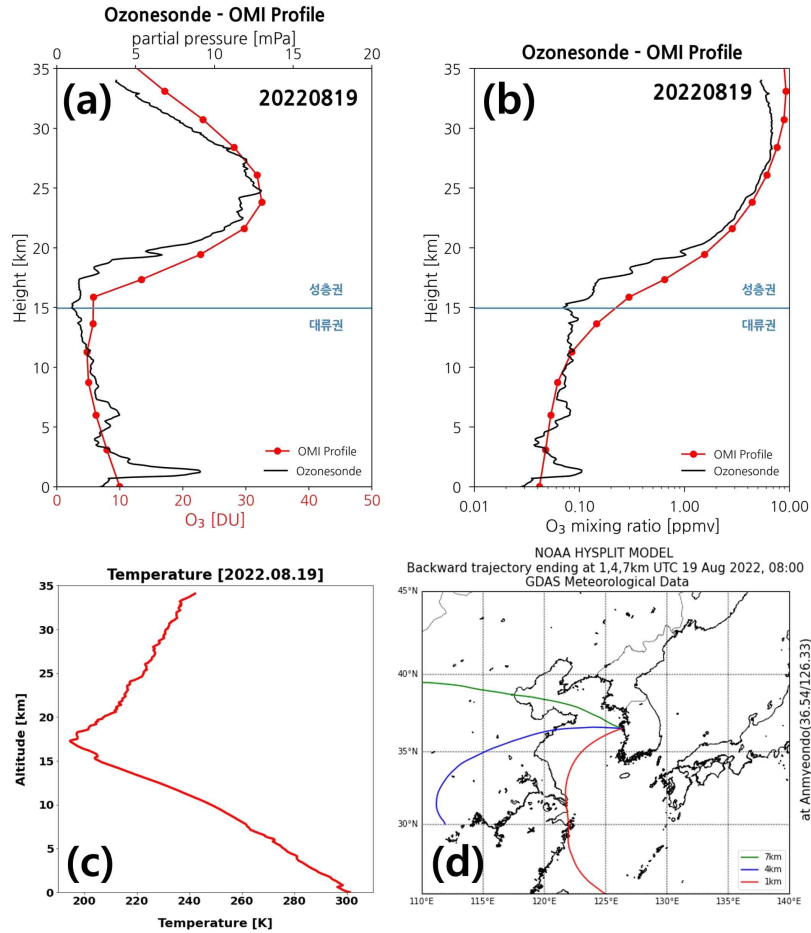 Ozonesonde - OMI Profile
partial pressure [mPa]
0 5 10 15 20
(a)
20220819
35
30
25
20
15
10
5
0
Height [km]
성층권
대류권
OMI Profile
Ozonesonde
0 10 20 30 40 50
O₃ [DU]
Ozonesonde - OMI Profile
(b)
20220819
35
30
25
20
15
10
5
0
Height [km]
성층권
대류권
OMI Profile
Ozonesonde
0.01 0.10 1.00 10.00
O₃ mixing ratio [ppmv]
Temperature [2022.08.19]
35
30
25
20
15
10
5
0
Altitude [km]
(c)
200 220 240 260 280 300
Temperature [K]
NOAA HYSPLIT MODEL
Backward trajectory ending at 1,4,7km UTC 19 Aug 2022, 08:00
GDAS Meteorological Data
45°N
40°N
35°N
30°N
(d)
7km
4km
1km
110°E 115°E 120°E 125°E 130°E 135°E 140°E
at Anmyeondo(36.54/126.33)